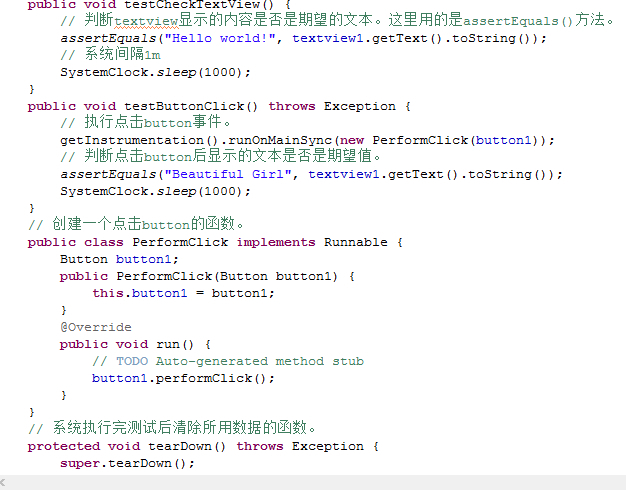 public void testCheckTextView() {
// 判断textview显示的内容是否是期望的文本。这里用的是assertEquals()方法。
assertEquals("Hello world!", textview1.getText().toString());
// 系统间隔1m
SystemClock.sleep(1000);
}
public void testButtonClick() throws Exception {
// 执行点击button事件。
getInstrumentation().runOnMainSync(new PerformClick(button1));
// 判断点击button后显示的文本是否是期望值。
assertEquals("Beautiful Girl", textview1.getText().toString());
SystemClock.sleep(1000);
}
// 创建一个点击button的函数。
public class PerformClick implements Runnable {
Button button1;
public PerformClick(Button button1) {
this.button1 = button1;
}
@Override
public void run() {
// TODO Auto-generated method stub
button1.performClick();
}
}
// 系统执行完测试后清除所用数据的函数。
protected void tearDown() throws Exception {
super.tearDown();